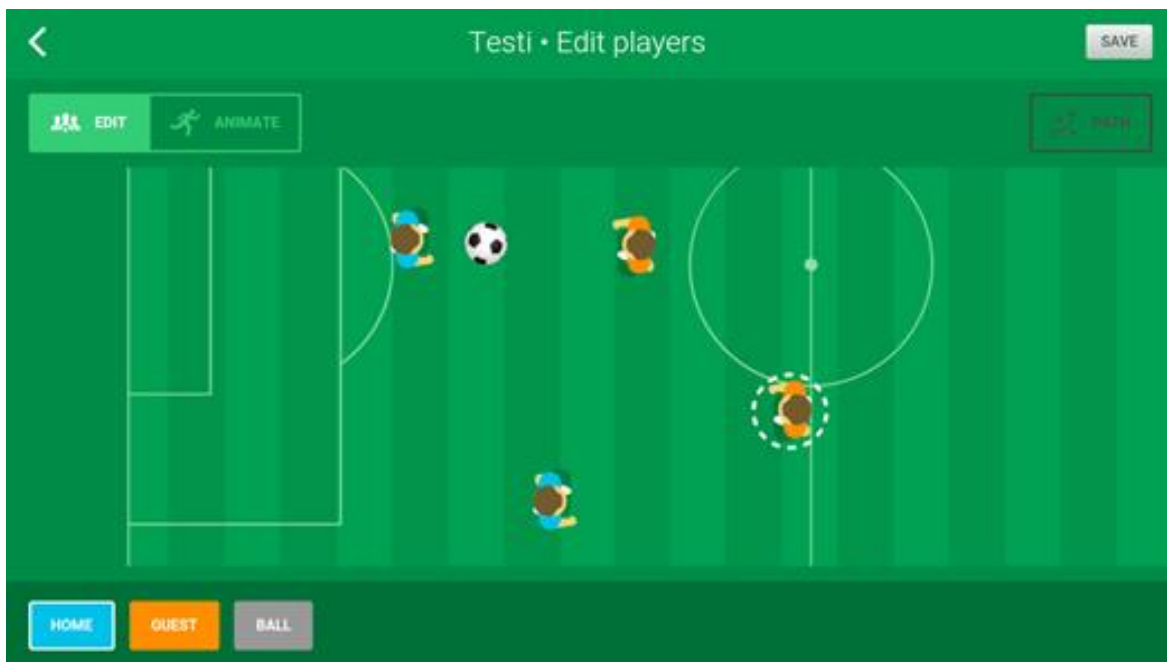 Testi • Edit players
SAVE
EDIT
ANIMATE
PATH
HOME
GUEST
BALL